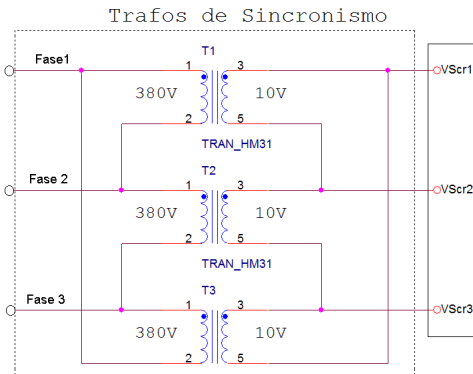 Trafos de Sincronismo
Fase1
T1
1
3
VScr1
380V
10V
2
5
TRAN_HM31
Fase 2
T2
1
3
VScr2
380V
10V
2
5
TRAN_HM31
Fase 3
T3
1
3
VScr3
380V
10V
2
5